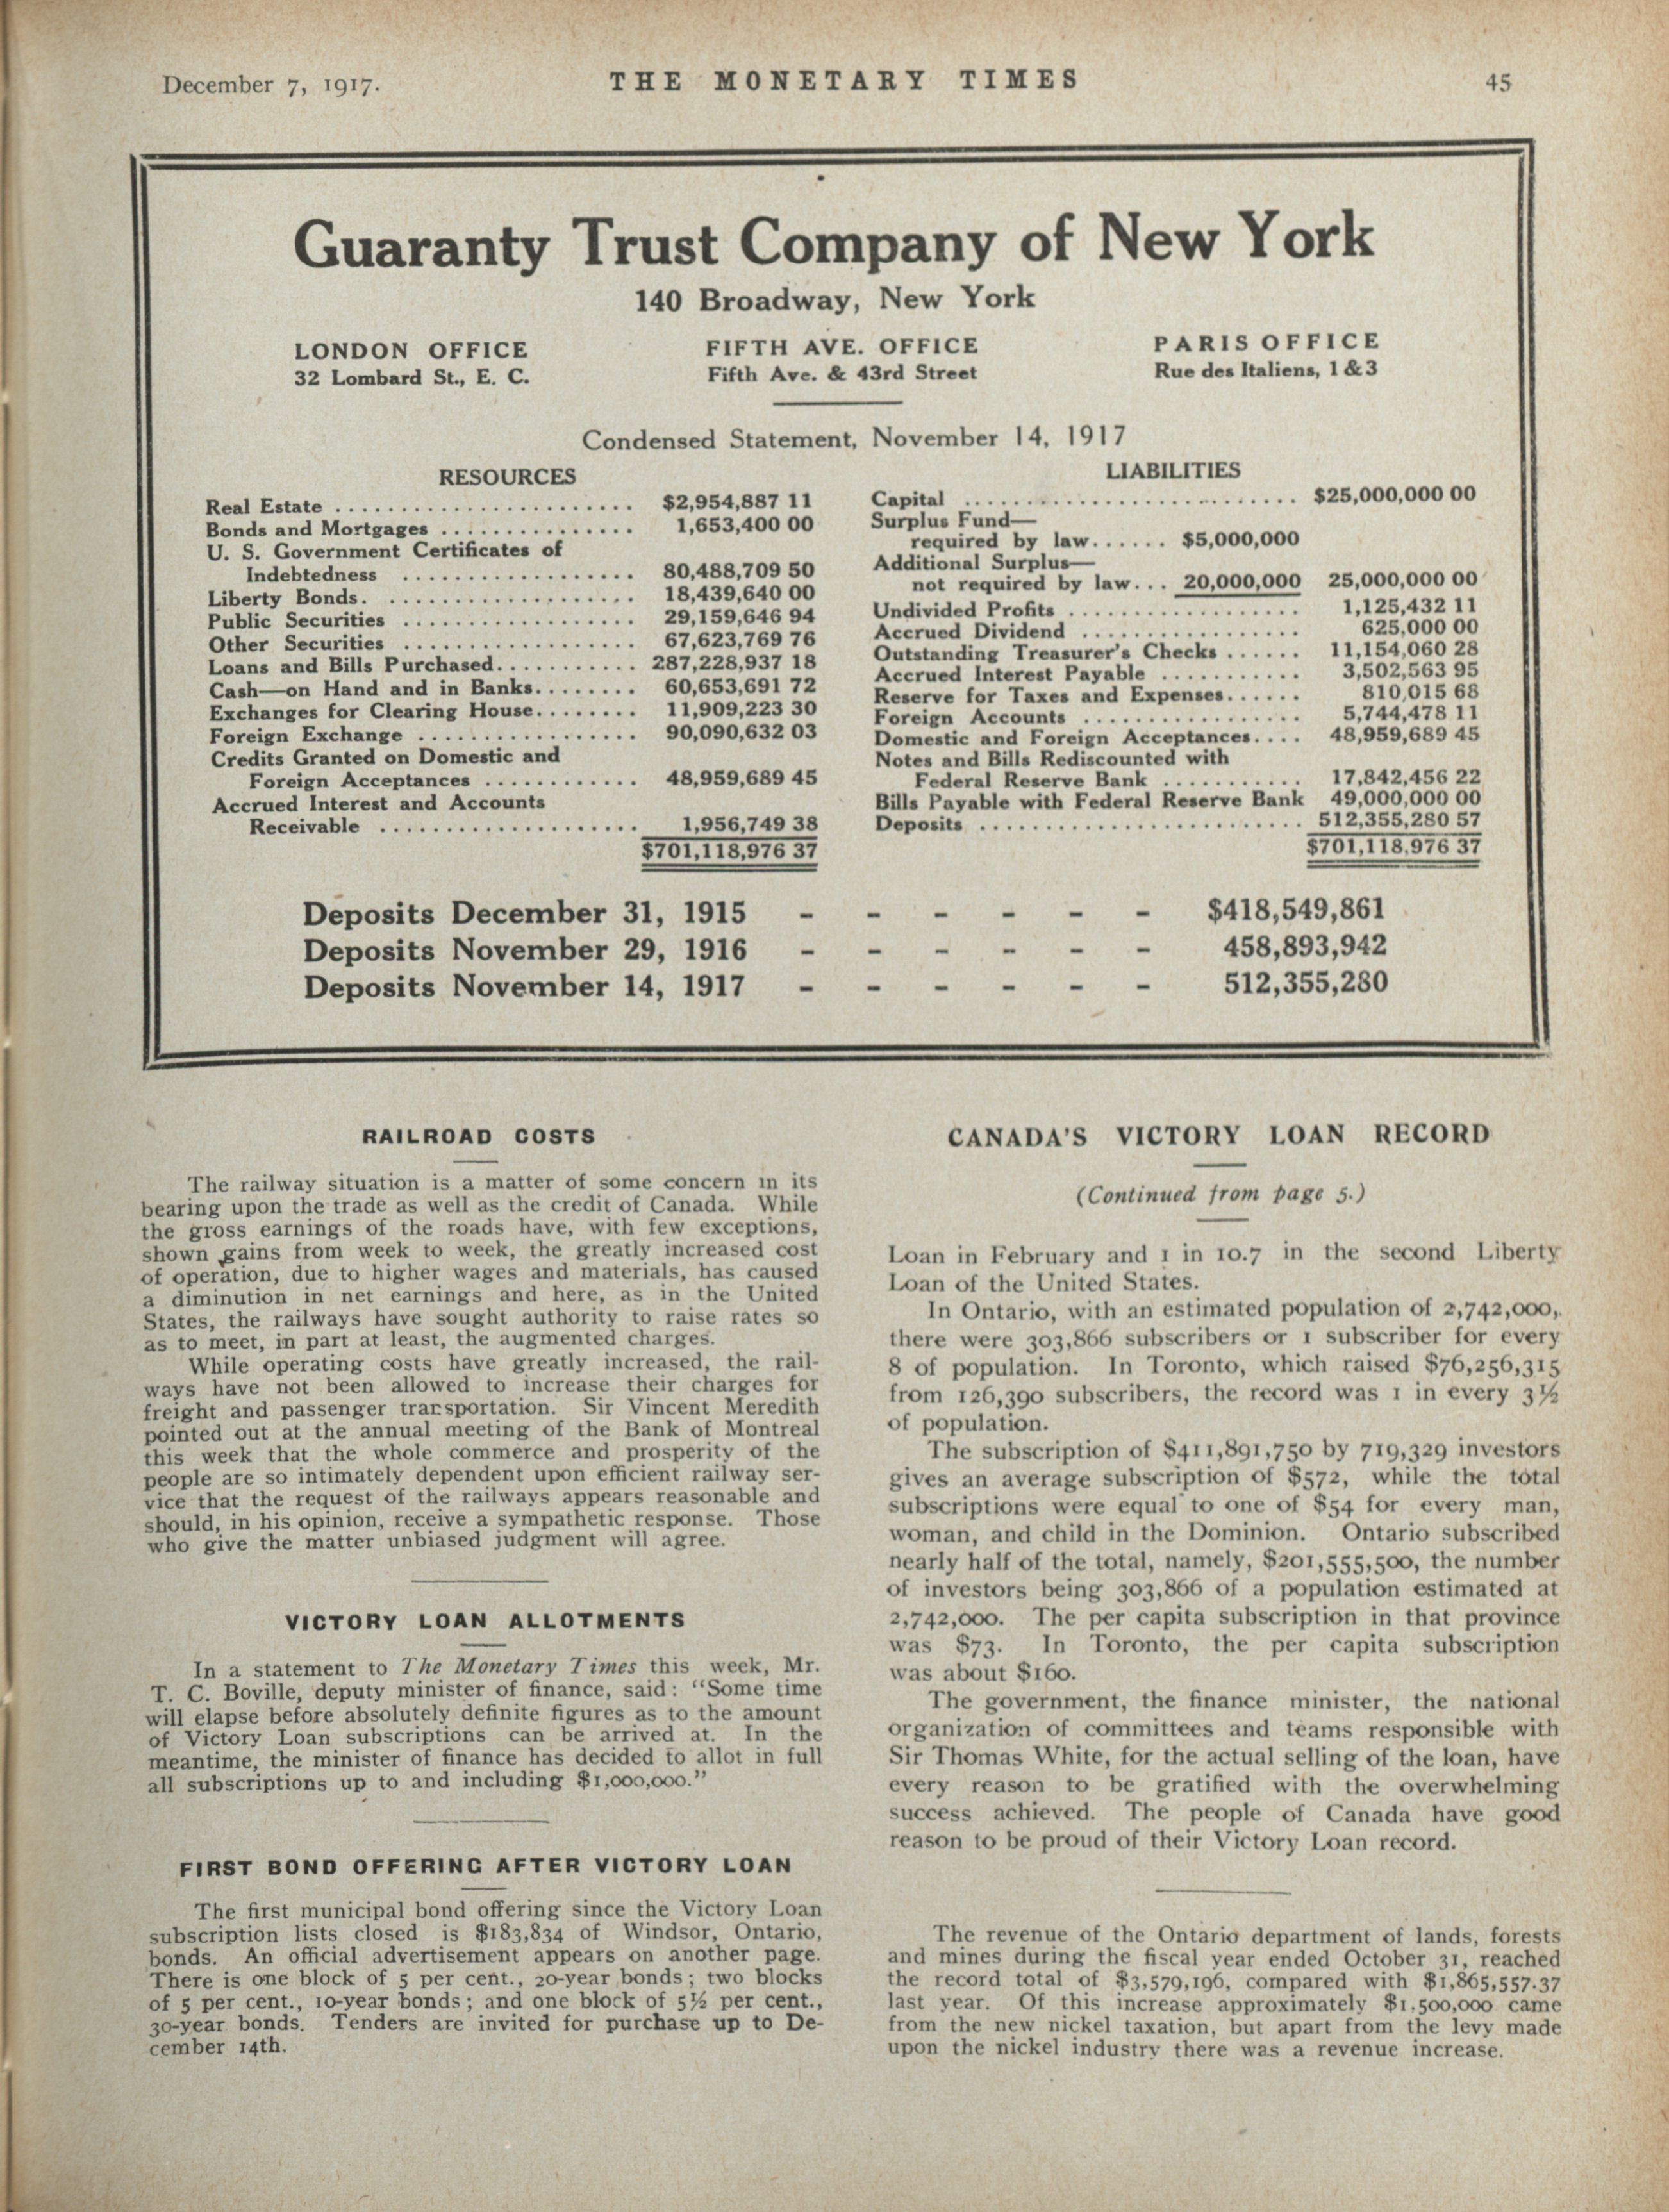 December 7, 1917.
THE MONETARY TIMES
45
Guaranty Trust Company of New York
140 Broadway, New York
LONDON OFFICE
32 Lombard St., E. C.
FIFTH AVE. OFFICE
Fifth Ave. & 43rd Street
PARIS OFFICE
Rue des Italiens, 1 & 3
Condensed Statement, November 14, 1917
RESOURCES
Real Estate ....................... $2,954,887 11
Bonds and Mortgages ............... 1,653,400 00
U. S. Government Certificates of
Indebtedness .................. 80,488,709 50
Liberty Bonds. ................... 18,439,640 00
Public Securities .................. 29,159,646 94
Other Securities .................. 67,623,769 76
Loans and Bills Purchased........... 287,228,937 18
Cash—on Hand and in Banks........ 60,653,691 72
Exchanges for Clearing House........ 11,909,223 30
Foreign Exchange ................. 90,090,632 03
Credits Granted on Domestic and
Foreign Acceptances ............ 48,959,689 45
Accrued Interest and Accounts
Receivable .................... 1,956,749 38
$701,118,976 37
LIABILITIES
Capital .......................... $25,000,000 00
Surplus Fund—
required by law...... $5,000,000
Additional Surplus—
not required by law... 20,000,000 25,000,000 00
Undivided Profits .................. 1,125,432 11
Accrued Dividend ................. 625,000 00
Outstanding Treasurer's Checks ...... 11,154,060 28
Accrued Interest Payable ........... 3,502,563 95
Reserve for Taxes and Expenses...... 810,015 68
Foreign Accounts ................. 5,744,478 11
Domestic and Foreign Acceptances.... 48,959,689 45
Notes and Bills Rediscounted with
Federal Reserve Bank ........... 17,842,456 22
Bills Payable with Federal Reserve Bank 49,000,000 00
Deposits ......................... 512,355,280 57
$701,118,976 37
Deposits December 31, 1915 - - - - - - $418,549,861
Deposits November 29, 1916 - - - - - - 458,893,942
Deposits November 14, 1917 - - - - - - 512,355,280
RAILROAD COSTS
The railway situation is a matter of some concern in its
bearing upon the trade as well as the credit of Canada. While
the gross earnings of the roads have, with few exceptions,
shown gains from week to week, the greatly increased cost
of operation, due to higher wages and materials, has caused
a diminution in net earnings and here, as in the United
States, the railways have sought authority to raise rates so
as to meet, in part at least, the augmented charges.
While operating costs have greatly increased, the rail-
ways have not been allowed to increase their charges for
freight and passenger transportation. Sir Vincent Meredith
pointed out at the annual meeting of the Bank of Montreal
this week that the whole commerce and prosperity of the
people are so intimately dependent upon efficient railway ser-
vice that the request of the railways appears reasonable and
should, in his opinion, receive a sympathetic response. Those
who give the matter unbiased judgment will agree.
VICTORY LOAN ALLOTMENTS
In a statement to The Monetary Times this week, Mr.
T. C. Boville, deputy minister of finance, said: "Some time
will elapse before absolutely definite figures as to the amount
of Victory Loan subscriptions can be arrived at. In the
meantime, the minister of finance has decided to allot in full
all subscriptions up to and including $1,000,000."
FIRST BOND OFFERING AFTER VICTORY LOAN
The first municipal bond offering since the Victory Loan
subscription lists closed is $183,834 of Windsor, Ontario,
bonds. An official advertisement appears on another page.
There is one block of 5 per cent., 20-year bonds; two blocks
of 5 per cent., 10-year bonds; and one block of 5½ per cent.,
30-year bonds. Tenders are invited for purchase up to De-
cember 14th.
CANADA'S VICTORY LOAN RECORD
(Continued from page 5.)
Loan in February and 1 in 10.7 in the second Liberty
Loan of the United States.
In Ontario, with an estimated population of 2,742,000,
there were 303,866 subscribers or 1 subscriber for every
8 of population. In Toronto, which raised $76,256,315
from 126,390 subscribers, the record was 1 in every 3½
of population.
The subscription of $411,891,750 by 719,329 investors
gives an average subscription of $572, while the total
subscriptions were equal to one of $54 for every man,
woman, and child in the Dominion. Ontario subscribed
nearly half of the total, namely, $201,555,500, the number
of investors being 303,866 of a population estimated at
2,742,000. The per capita subscription in that province
was $73. In Toronto, the per capita subscription
was about $160.
The government, the finance minister, the national
organization of committees and teams responsible with
Sir Thomas White, for the actual selling of the loan, have
every reason to be gratified with the overwhelming
success achieved. The people of Canada have good
reason to be proud of their Victory Loan record.
The revenue of the Ontario department of lands, forests
and mines during the fiscal year ended October 31, reached
the record total of $3,579,196, compared with $1,865,557.37
last year. Of this increase approximately $1,500,000 came
from the new nickel taxation, but apart from the levy made
upon the nickel industry there was a revenue increase.